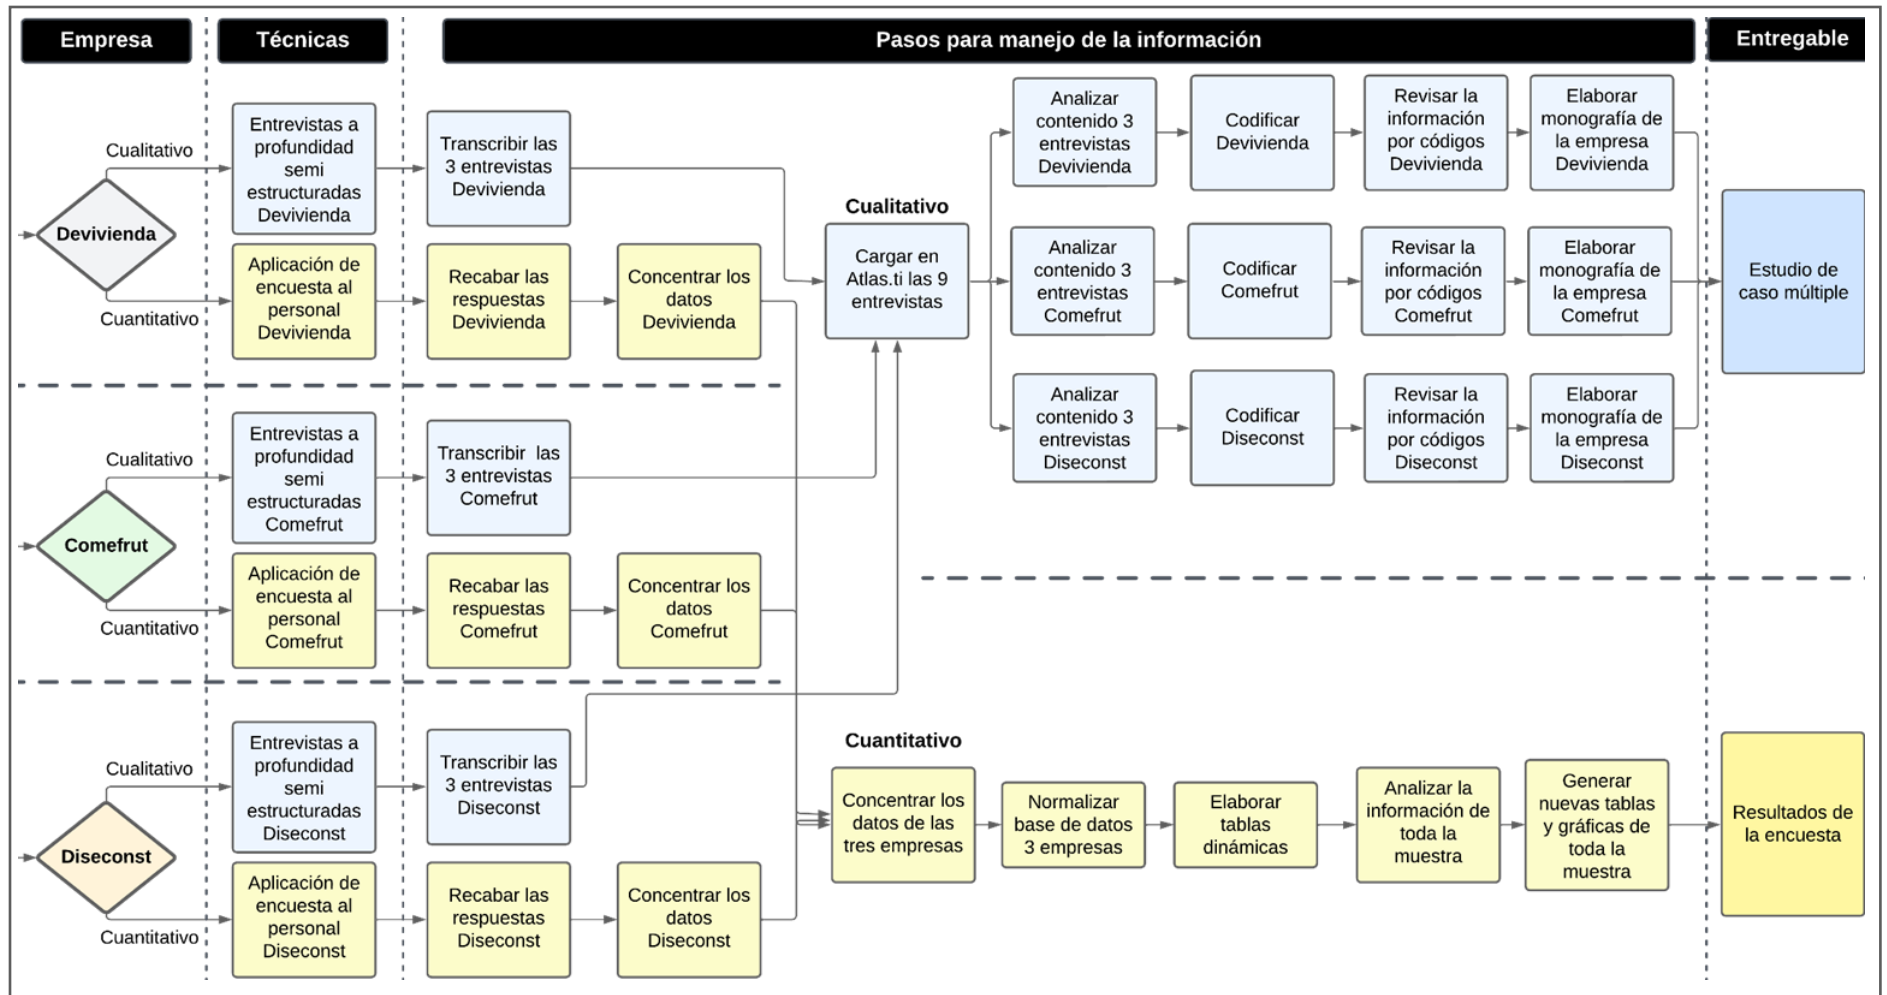 Empresa
Técnicas
Pasos para manejo de la información
Entregable
Cualitativo
Devivienda
Cuantitativo
Entrevistas a
profundidad
semi
estructuradas
Devivienda
Aplicación de
encuesta al
personal
Devivienda
Transcribir las
3 entrevistas
Devivienda
Recabar las
respuestas
Devivienda
Concentrar los
datos
Devivienda
Cualitativo
Comefrut
Cuantitativo
Entrevistas a
profundidad
semi
estructuradas
Comefrut
Aplicación de
encuesta al
personal
Comefrut
Transcribir las
3 entrevistas
Comefrut
Recabar las
respuestas
Comefrut
Concentrar los
datos
Comefrut
Cualitativo
Diseconst
Cuantitativo
Entrevistas a
profundidad
semi
estructuradas
Diseconst
Aplicación de
encuesta al
personal
Diseconst
Transcribir las
3 entrevistas
Diseconst
Recabar las
respuestas
Diseconst
Concentrar los
datos
Diseconst
Cualitativo
Cargar en
Atlas.ti las 9
entrevistas
Analizar
contenido 3
entrevistas
Devivienda
Codificar
Devivienda
Revisar la
información
por códigos
Devivienda
Elaborar
monografía de
la empresa
Devivienda
Analizar
contenido 3
entrevistas
Comefrut
Codificar
Comefrut
Revisar la
información
por códigos
Comefrut
Elaborar
monografía de
la empresa
Comefrut
Analizar
contenido 3
entrevistas
Diseconst
Codificar
Diseconst
Revisar la
información
por códigos
Diseconst
Elaborar
monografía de
la empresa
Diseconst
Estudio de
caso múltiple
Cuantitativo
Concentrar los
datos de las
tres empresas
Normalizar
base de datos
3 empresas
Elaborar
tablas
dinámicas
Analizar la
información de
toda la
muestra
Generar
nuevas tablas
y gráficas de
toda la
muestra
Resultados de
la encuesta